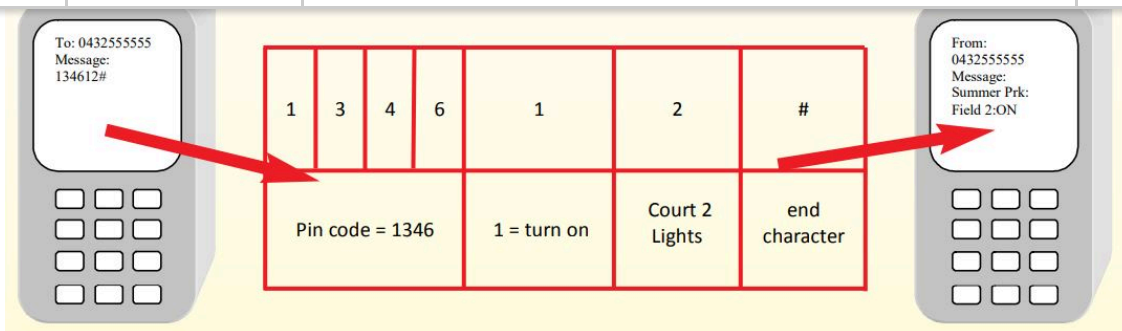 To: 0432555555
Message:
134612#
1 3 4 6 1 2 #
Pin code = 1346
1 = turn on
Court 2
Lights
end
character
From:
0432555555
Message:
Summer Prk:
Field 2:ON